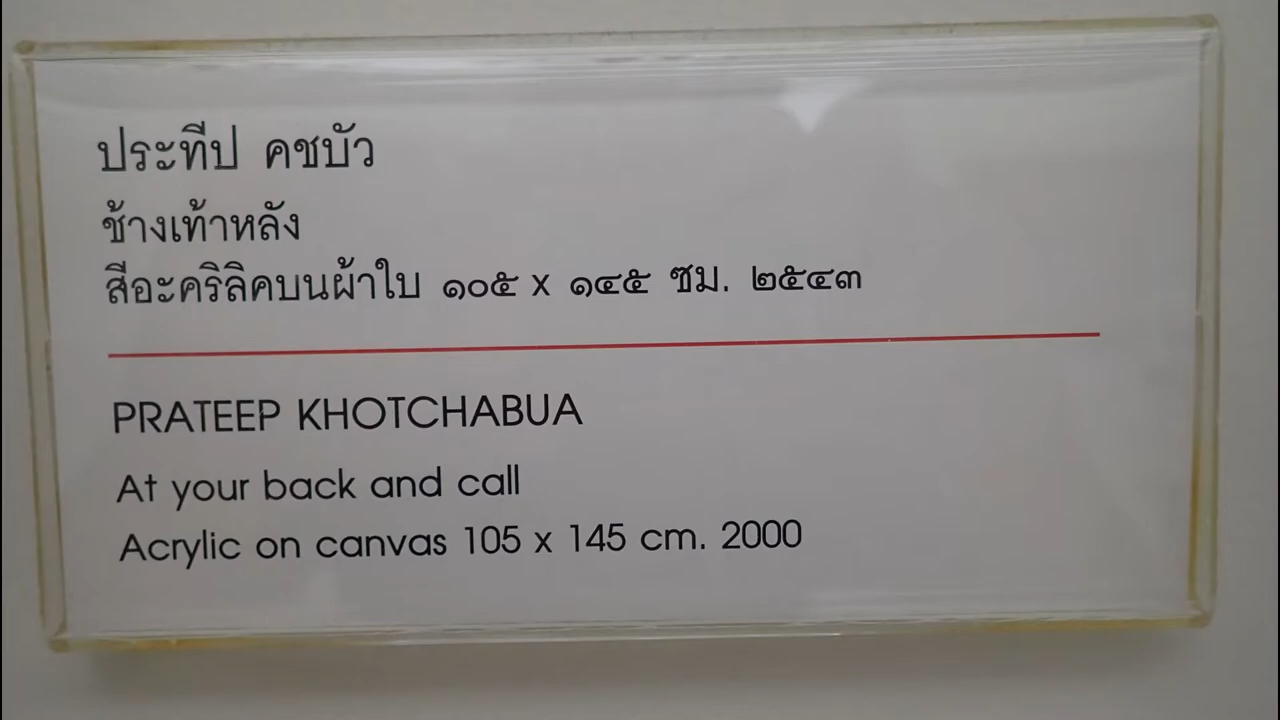 ประทีป คชบัว
ช้างเท้าหลัง
สีอะคริลิคบนผ้าใบ ๑๐๕ x ๑๔๕ ซม. ๒๕๔๓
PRATEEP KHOTCHABUA
At your back and call
Acrylic on canvas 105 x 145 cm. 2000